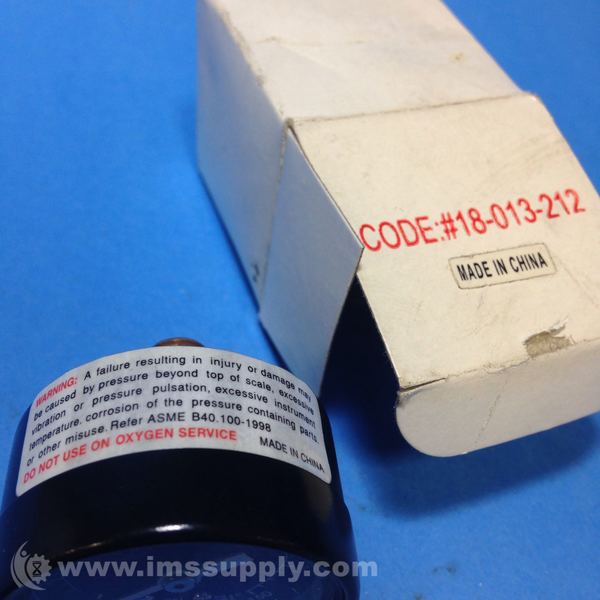 CODE:#18-013-212
MADE IN CHINA
WARNING: A failure resulting in injury or damage may
be caused by pressure beyond top of scale, excessive
vibration or pressure pulsation, excessive instrument
temperature, corrosion of the pressure containing parts,
or other misuse. Refer ASME B40.100-1998
DO NOT USE ON OXYGEN SERVICE MADE IN CHINA
www.imssupply.com